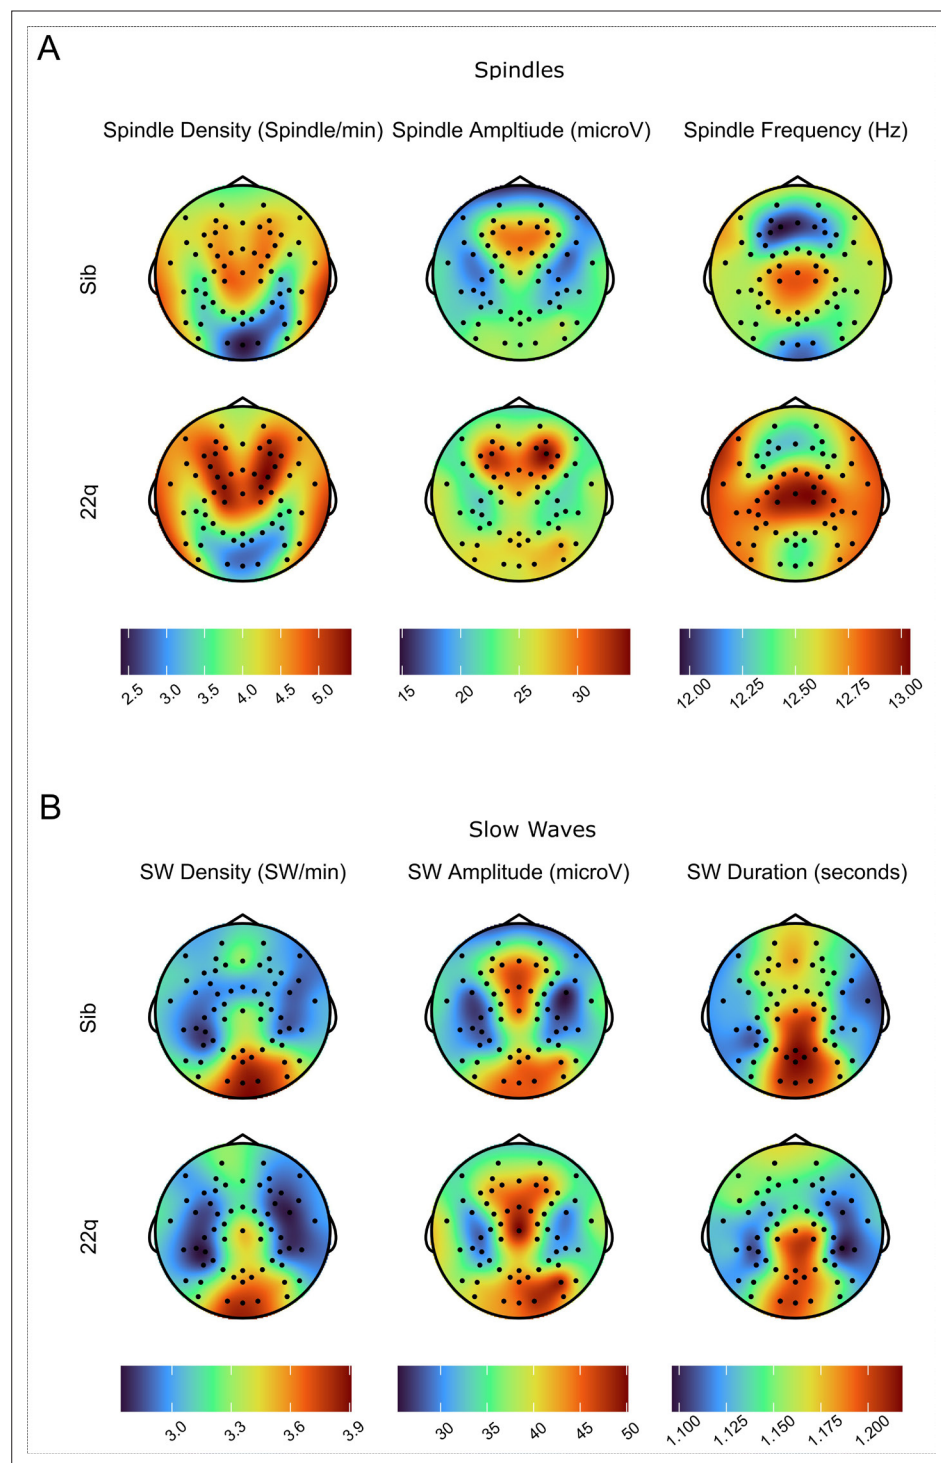 A
Spindles
Spindle Density (Spindle/min) Spindle Ampltiude (microV) Spindle Frequency (Hz)
Sib
22q
2.5 3.0 3.5 4.0 4.5 5.0
15 20 25 30
12.00 12.25 12.50 12.75 13.00
B
Slow Waves
SW Density (SW/min) SW Amplitude (microV) SW Duration (seconds)
Sib
22q
3.0 3.3 3.6 3.9
30 35 40 45 50
1.100 1.125 1.150 1.175 1.200